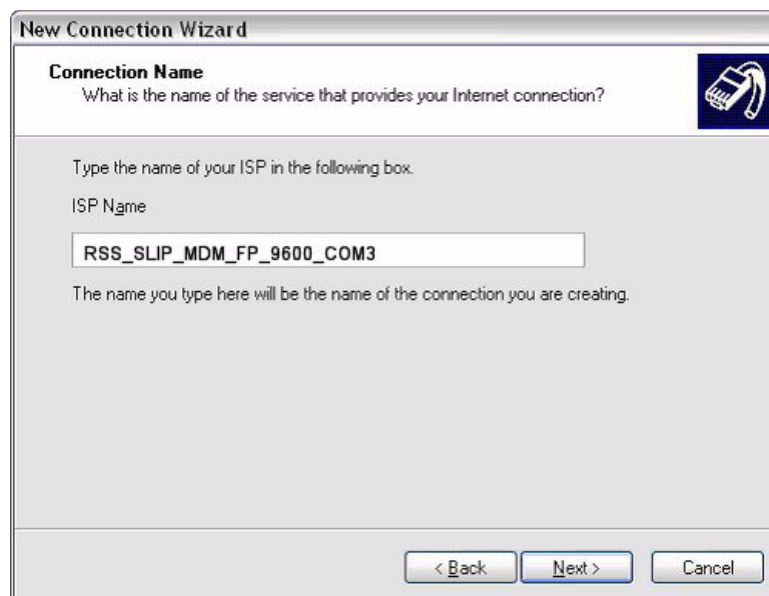 New Connection Wizard
Connection Name
What is the name of the service that provides your Internet connection?
Type the name of your ISP in the following box.
ISP Name
RSS_SLIP_MDM_FP_9600_COM3
The name you type here will be the name of the connection you are creating.
< Back Next > Cancel